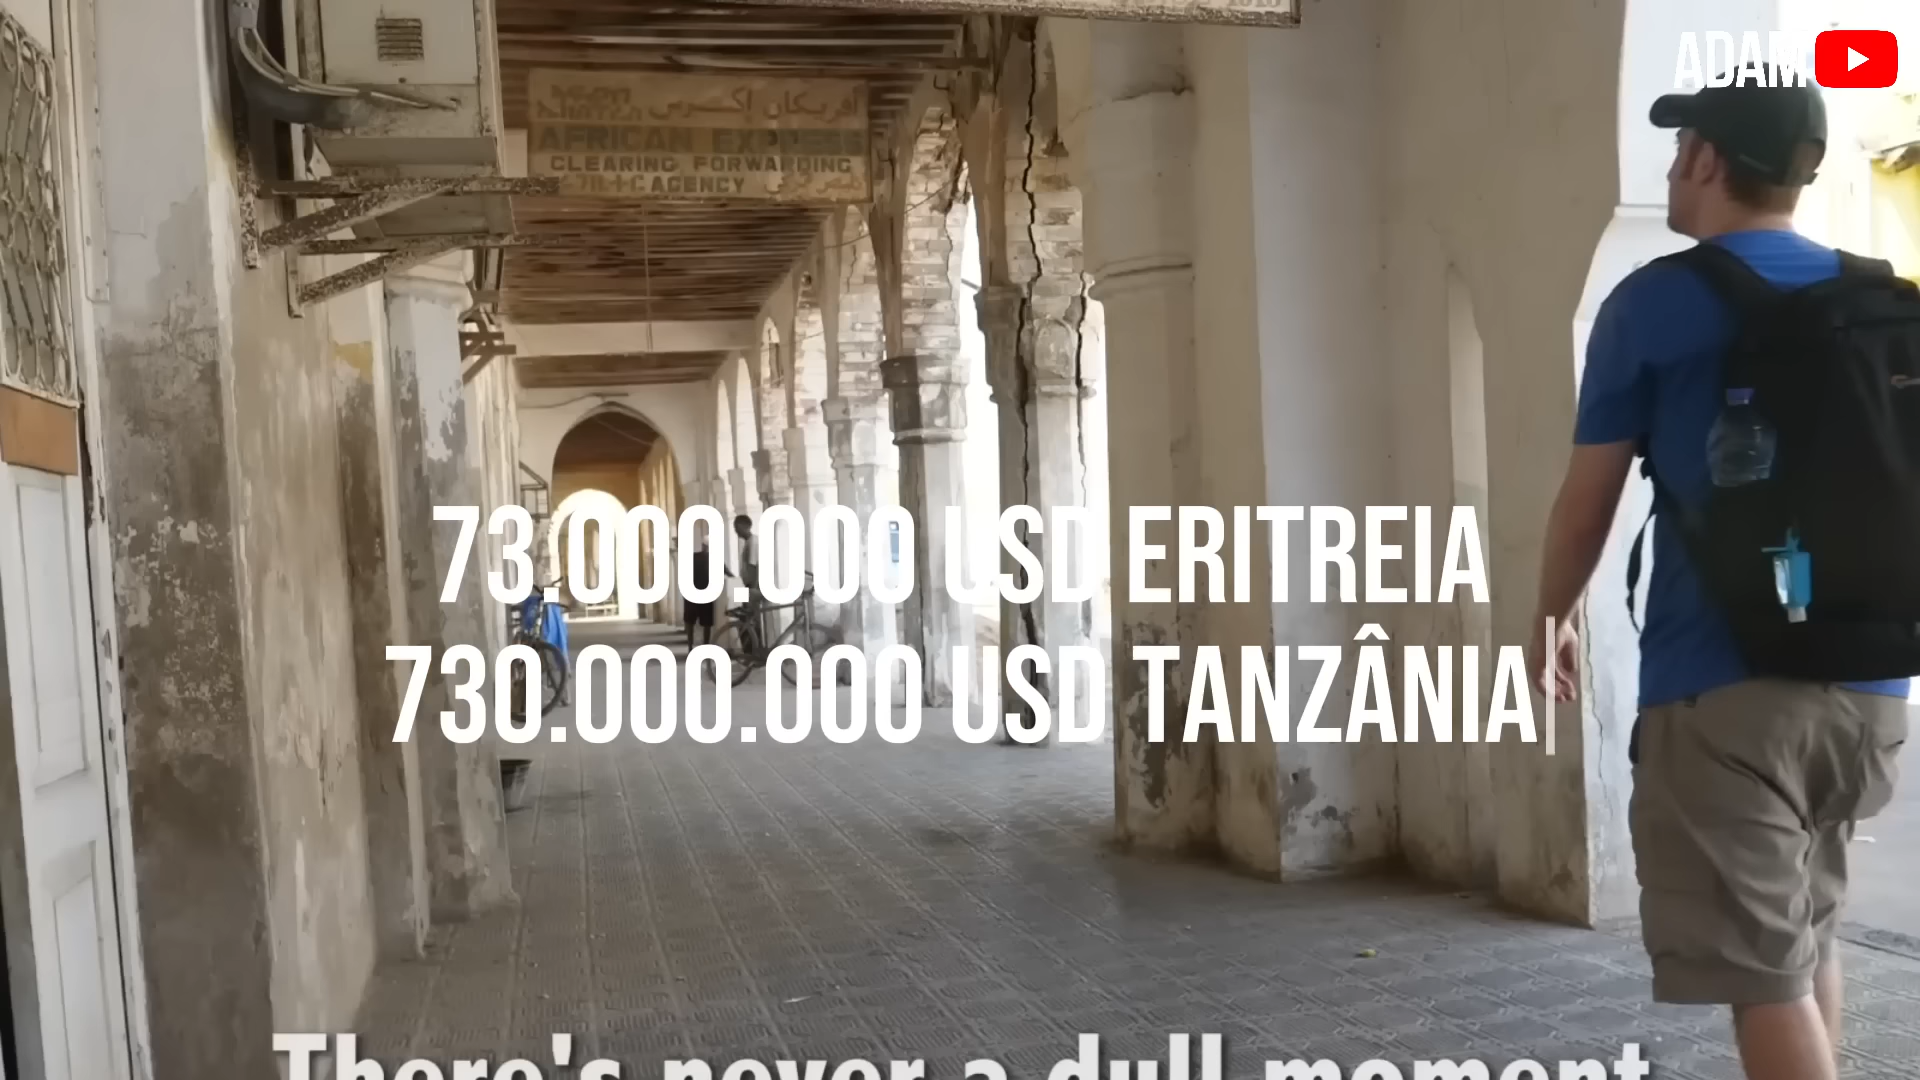 ADAM
AFRICAN EXPRESS
CLEARING FORWARDING
AGENCY
73.000.000 USD ERITREIA
730.000.000 USD TANZÂNIA
There's never a dull moment